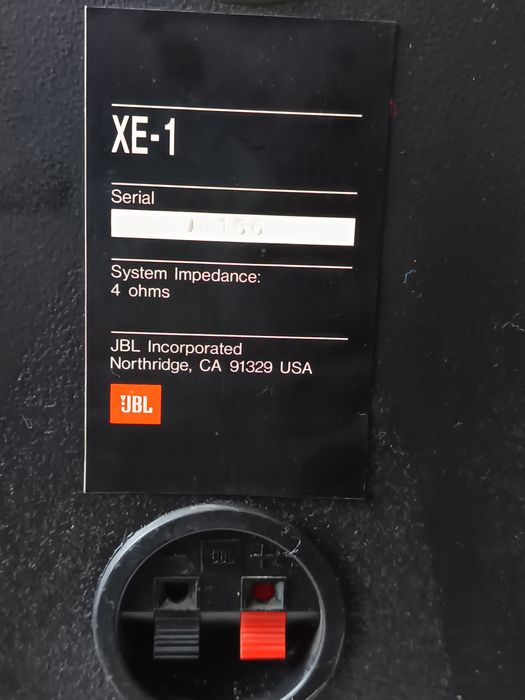 XE-1
Serial
System Impedance:
4 ohms
JBL Incorporated
Northridge, CA 91329 USA
JBL
- JBL +